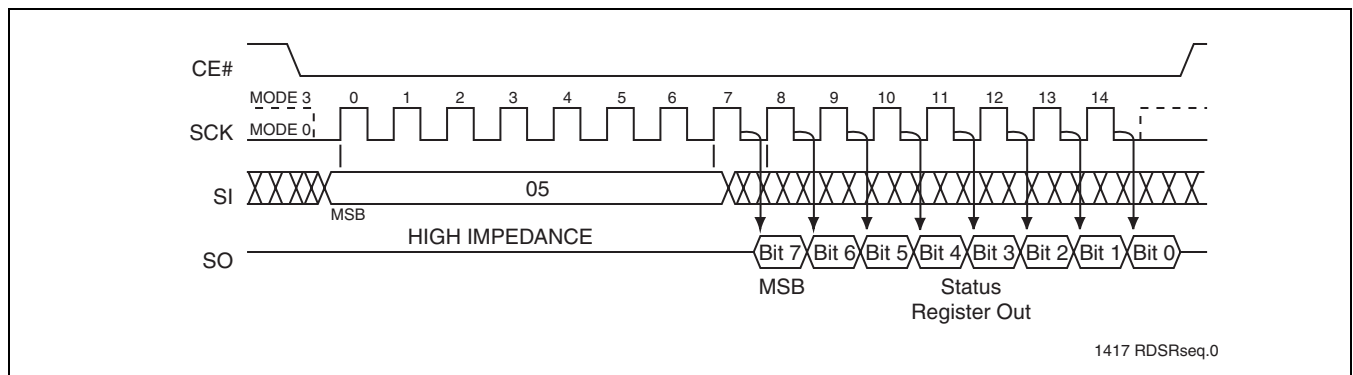 CE#
MODE 3
0 1 2 3 4 5 6 7 8 9 10 11 12 13 14
SCK
MODE 0
SI
05
MSB
HIGH IMPEDANCE
SO
Bit 7 Bit 6 Bit 5 Bit 4 Bit 3 Bit 2 Bit 1 Bit 0
MSB
Status
Register Out
1417 RDSRseq.0